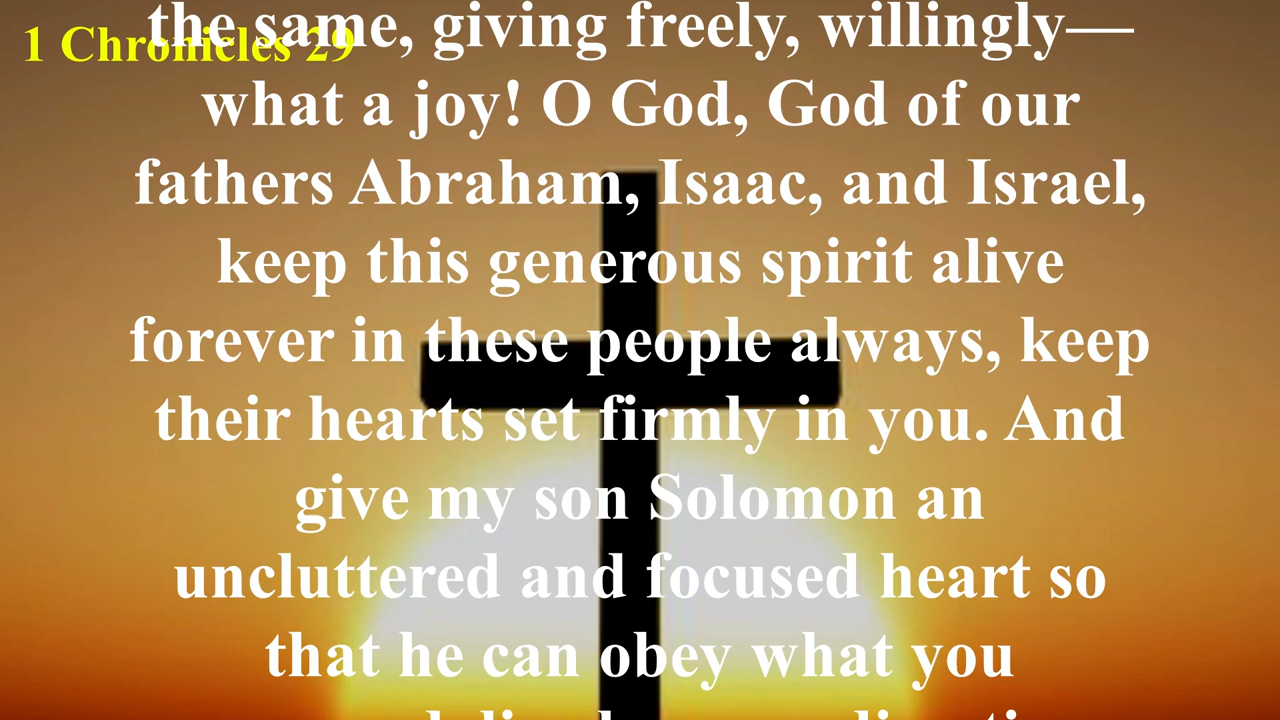 1 Chronicles 29
the same, giving freely, willingly—
what a joy! O God, God of our
fathers Abraham, Isaac, and Israel,
keep this generous spirit alive
forever in these people always, keep
their hearts set firmly in you. And
give my son Solomon an
uncluttered and focused heart so
that he can obey what you